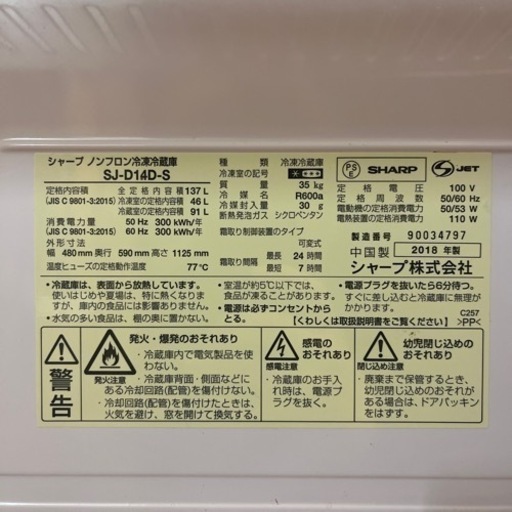 シャープ ノンフロン冷凍冷蔵庫
SJ-D14D-S
定格内容積 全定格内容積 137 L
(JIS C 9801-3:2015) 冷凍室の定格内容積 46 L
冷蔵室の定格内容積 91 L
消費電力量 50 Hz 300 kWh/年
(JIS C 9801-3:2015) 60 Hz 300 kWh/年
外形寸法
幅 480 mm 奥行 590 mm 高さ 1125 mm
温度ヒューズの定格動作温度 77℃
種類 冷凍冷蔵庫
冷凍室の記号
質量 35 kg
冷媒名 R600a
冷媒封入量 30 g
断熱発泡ガス シクロペンタン
霜取り制御装置のタイプ
可変式
霜取り間隔 最長 24 時間
最短 7 時間
PSE SHARP S JET
定格電圧 100 V
定格周波数 50/60 Hz
電動機の定格消費電力 50/53 W
電熱装置の定格消費電力 110 W
製造番号 90034797
中国製 2018 年製
シャープ株式会社
・冷蔵庫は、表面から放熱しています。
使いはじめや夏場は、特に熱くなりますが、庫内の食品には影響ありません。
・水気の多い食品は、棚の奥に置かない。
・室温が約5℃以下では、
食品が凍ることがあります。
・電源は必ずコンセントからとる。
・電源プラグを抜いたら6分待つ。
すぐに差し込むと冷蔵庫に無理がかかります。
【くわしくは取扱説明書をご覧ください】
C257
>PP<
警告
発火・爆発のおそれあり
発火注意
・冷蔵庫内で電気製品を使わない。
・冷蔵庫背面・側面などにある冷却回路(配管)を傷付けない。
・冷却回路(配管)を傷付けたときは、
火気を避け、窓を開けて換気する。
感電のおそれあり
感電注意
・冷蔵庫のお手入れ時は、電源プラグを抜く。
幼児閉じ込めのおそれあり
閉じ込め注意
・廃棄まで保管するとき、幼児閉じ込めのおそれがある場合は、ドアパッキンをはずす。